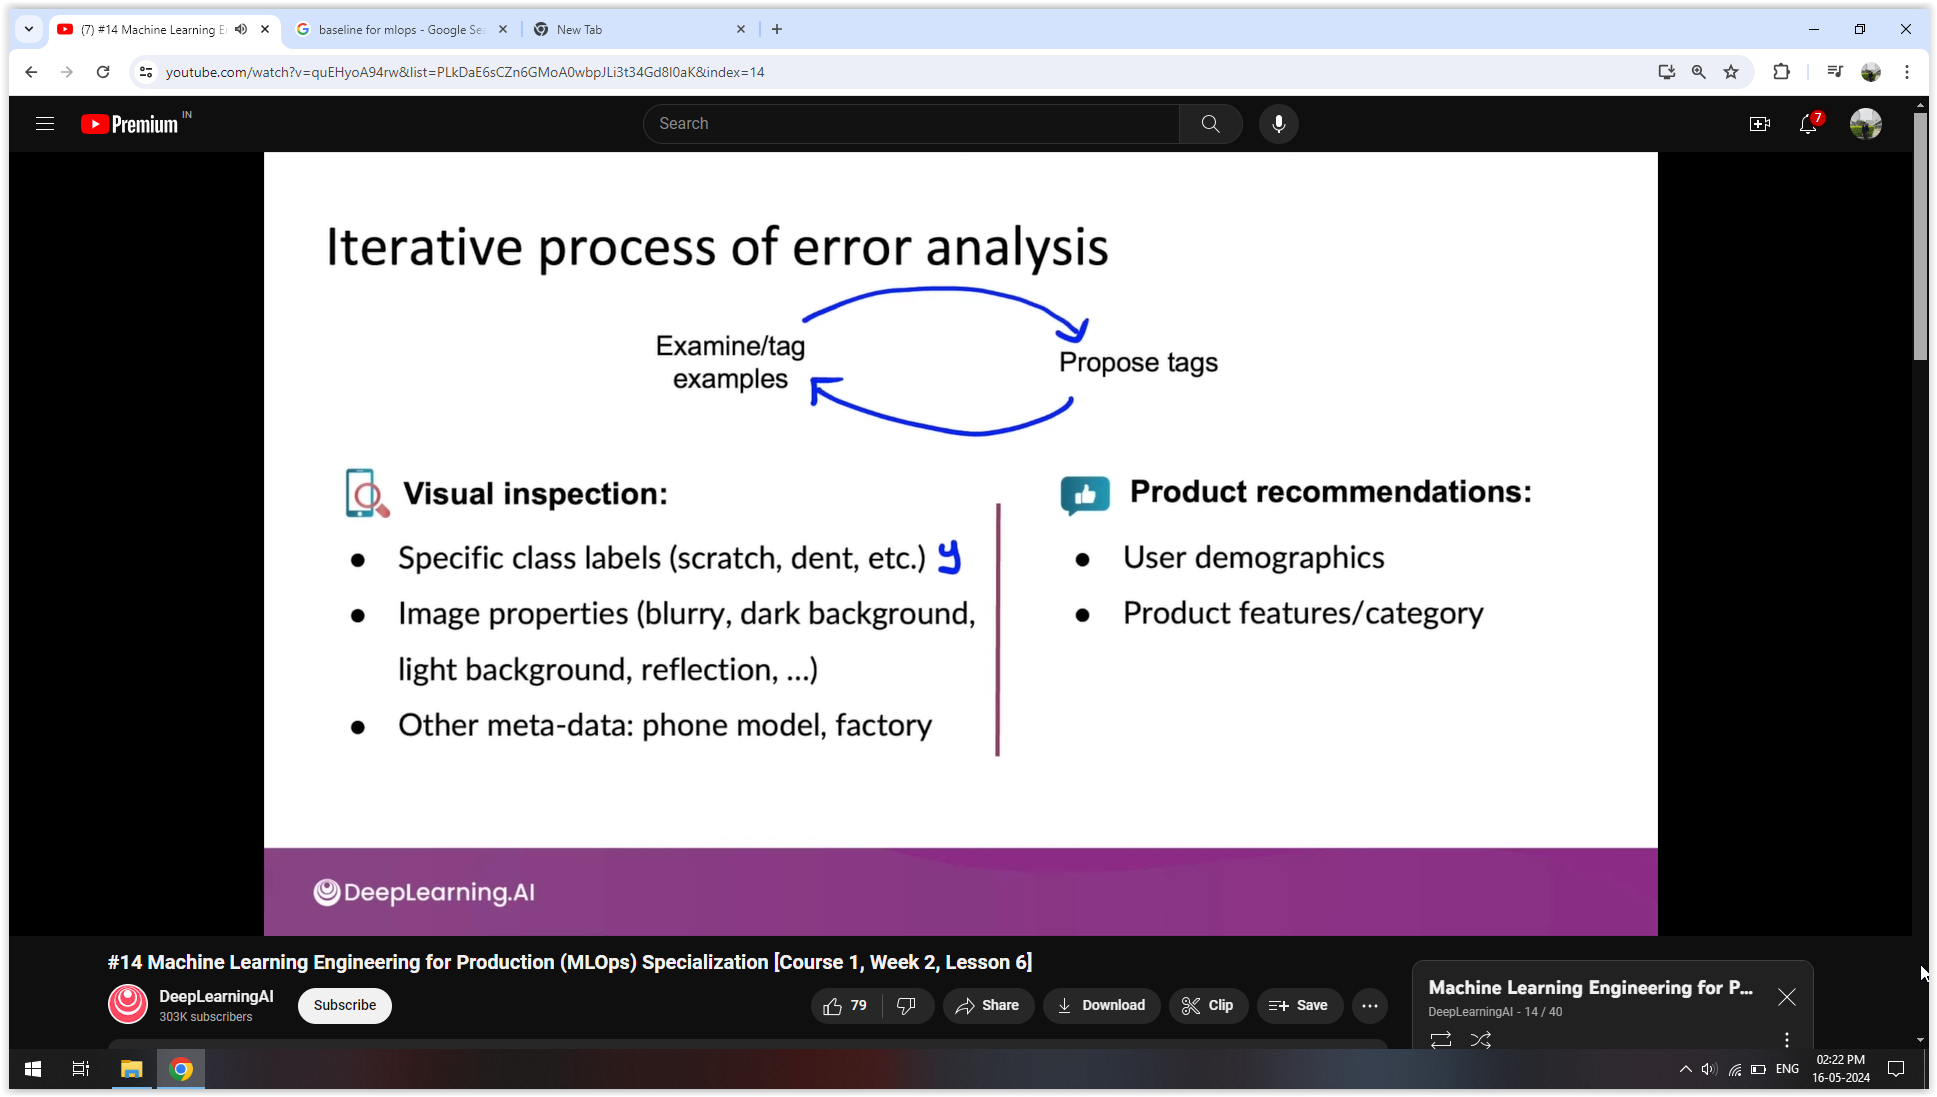 (7) #14 Machine Learning E
baseline for mlops - Google Se
New Tab
youtube.com/watch?v=quEHyoA94rw&list=PLkDaE6sCZn6GMoA0wbpJLi3t34Gd8l0aK&index=14
Premium IN
Search
7
Iterative process of error analysis
Examine/tag
examples
Propose tags
Visual inspection:
• Specific class labels (scratch, dent, etc.) y
• Image properties (blurry, dark background,
light background, reflection, ...)
• Other meta-data: phone model, factory
Product recommendations:
• User demographics
• Product features/category
DeepLearning.AI
#14 Machine Learning Engineering for Production (MLOps) Specialization [Course 1, Week 2, Lesson 6]
DeepLearningAI
303K subscribers
Subscribe
79
Share
Download
Clip
Save
Machine Learning Engineering for P...
DeepLearningAI - 14 / 40
ENG
02:22 PM
16-05-2024